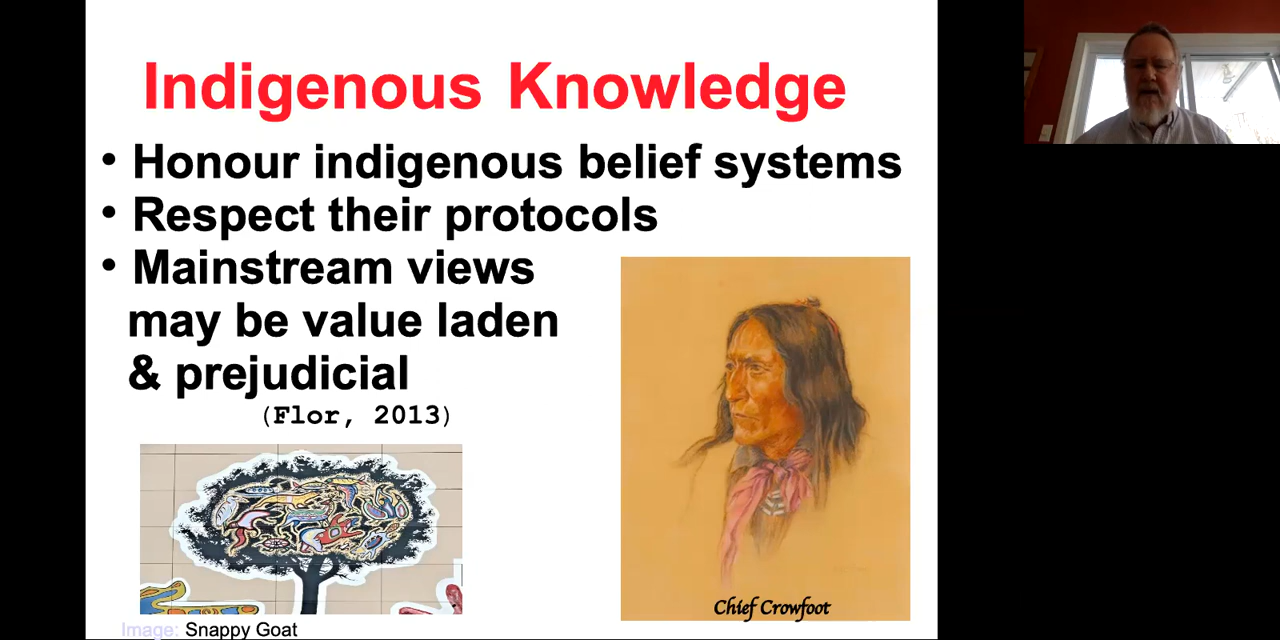 Indigenous Knowledge
• Honour indigenous belief systems
• Respect their protocols
• Mainstream views
may be value laden
& prejudicial
(Flor, 2013)
Chief Crowfoot
Image: Snappy Goat